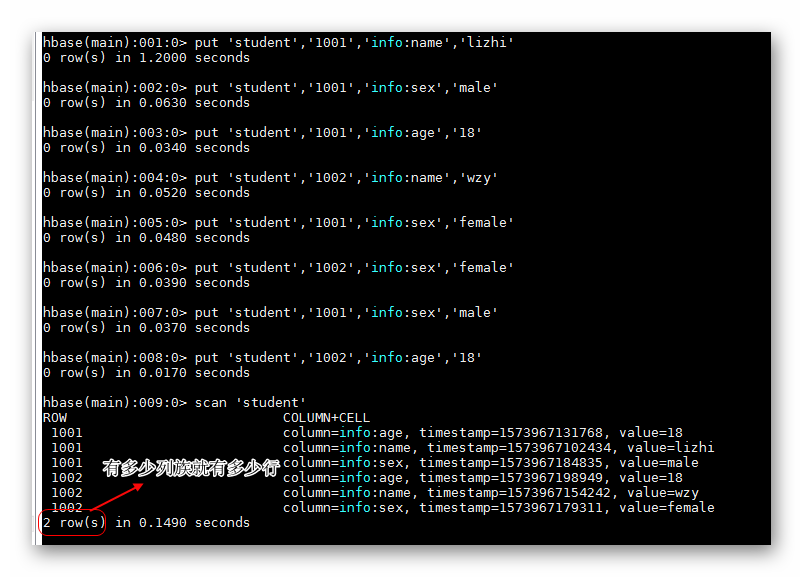 hbase(main):001:0> put 'student','1001','info:name','lizhi'
0 row(s) in 1.2000 seconds
hbase(main):002:0> put 'student','1001','info:sex','male'
0 row(s) in 0.0630 seconds
hbase(main):003:0> put 'student','1001','info:age','18'
0 row(s) in 0.0340 seconds
hbase(main):004:0> put 'student','1002','info:name','wzy'
0 row(s) in 0.0520 seconds
hbase(main):005:0> put 'student','1001','info:sex','female'
0 row(s) in 0.0480 seconds
hbase(main):006:0> put 'student','1002','info:sex','female'
0 row(s) in 0.0390 seconds
hbase(main):007:0> put 'student','1001','info:sex','male'
0 row(s) in 0.0370 seconds
hbase(main):008:0> put 'student','1002','info:age','18'
0 row(s) in 0.0170 seconds
hbase(main):009:0> scan 'student'
ROW COLUMN+CELL
1001 column=info:age, timestamp=1573967131768, value=18
1001 column=info:name, timestamp=1573967102434, value=lizhi
1001 column=info:sex, timestamp=1573967184835, value=male
有多少列族就有多少行
1002 column=info:age, timestamp=1573967198949, value=18
1002 column=info:name, timestamp=1573967154242, value=wzy
1002 column=info:sex, timestamp=1573967179311, value=female
2 row(s) in 0.1490 seconds